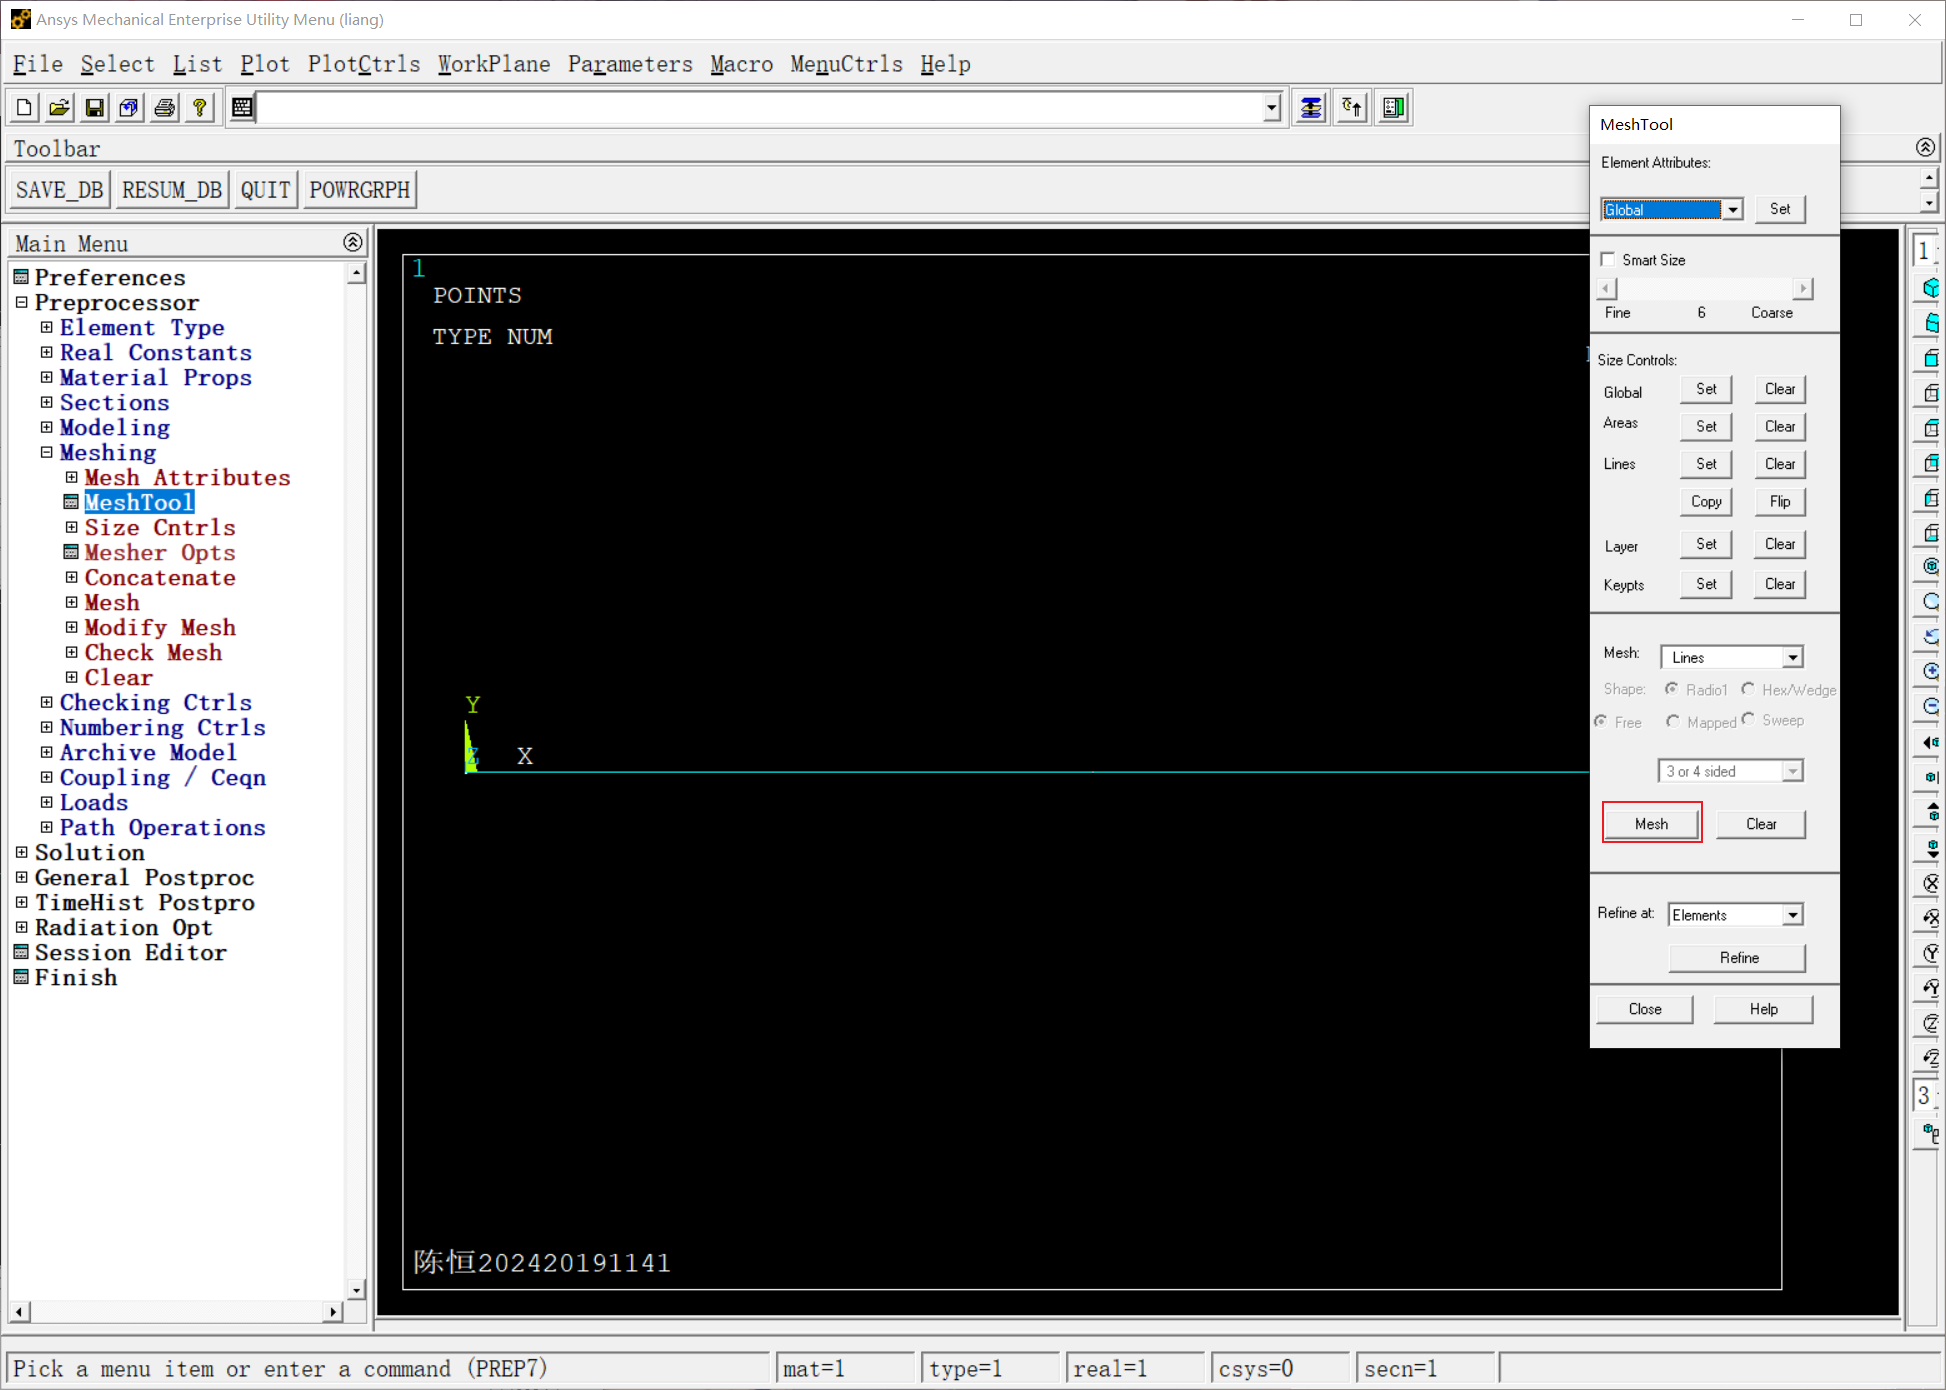 Ansys Mechanical Enterprise Utility Menu (liang)
File Select List Plot PlotCtrls WorkPlane Parameters Macro MenuCtrls Help
Toolbar
SAVE_DB RESUM_DB QUIT POWRGRPH
Main Menu
Preferences
Preprocessor
Element Type
Real Constants
Material Props
Sections
Modeling
Meshing
Mesh Attributes
MeshTool
Size Cntrls
Mesher Opts
Concatenate
Mesh
Modify Mesh
Check Mesh
Clear
Checking Ctrls
Numbering Ctrls
Archive Model
Coupling / Ceqn
Loads
Path Operations
Solution
General Postproc
TimeHist Postpro
Radiation Opt
Session Editor
Finish
1
POINTS
TYPE NUM
Y
Z X
陈恒202420191141
MeshTool
Element Attributes:
Global Set
Smart Size
Fine 6 Coarse
Size Controls:
Global Set Clear
Areas Set Clear
Lines Set Clear
Copy Flip
Layer Set Clear
Keypts Set Clear
Mesh: Lines
Shape: Radio1 Hex/Wedge
Free Mapped Sweep
3 or 4 sided
Mesh Clear
Refine at: Elements
Refine
Close Help
1
3
Pick a menu item or enter a command (PREP7) mat=1 type=1 real=1 csys=0 secn=1